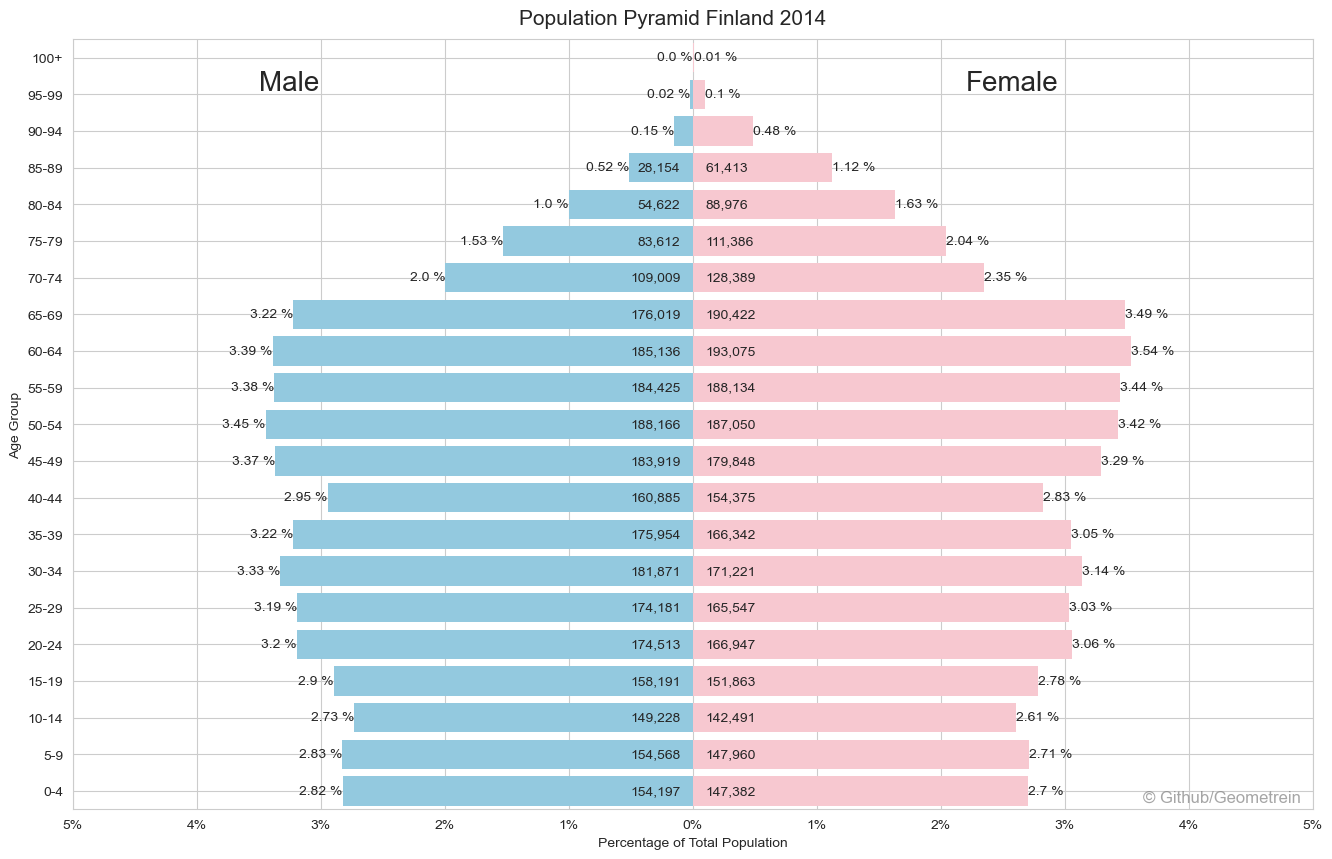 Population Pyramid Finland 2014
Male Female
100+ 0.0 % 0.01 %
95-99 0.02 % 0.1 %
90-94 0.15 % 0.48 %
85-89 0.52 % 28,154 61,413 1.12 %
80-84 1.0 % 54,622 88,976 1.63 %
75-79 1.53 % 83,612 111,386 2.04 %
70-74 2.0 % 109,009 128,389 2.35 %
65-69 3.22 % 176,019 190,422 3.49 %
60-64 3.39 % 185,136 193,075 3.54 %
55-59 3.38 % 184,425 188,134 3.44 %
50-54 3.45 % 188,166 187,050 3.42 %
45-49 3.37 % 183,919 179,848 3.29 %
40-44 2.95 % 160,885 154,375 2.83 %
35-39 3.22 % 175,954 166,342 3.05 %
30-34 3.33 % 181,871 171,221 3.14 %
25-29 3.19 % 174,181 165,547 3.03 %
20-24 3.2 % 174,513 166,947 3.06 %
15-19 2.9 % 158,191 151,863 2.78 %
10-14 2.73 % 149,228 142,491 2.61 %
5-9 2.83 % 154,568 147,960 2.71 %
0-4 2.82 % 154,197 147,382 2.7 %
Age Group
© Github/Geometrein
5% 4% 3% 2% 1% 0% 1% 2% 3% 4% 5%
Percentage of Total Population